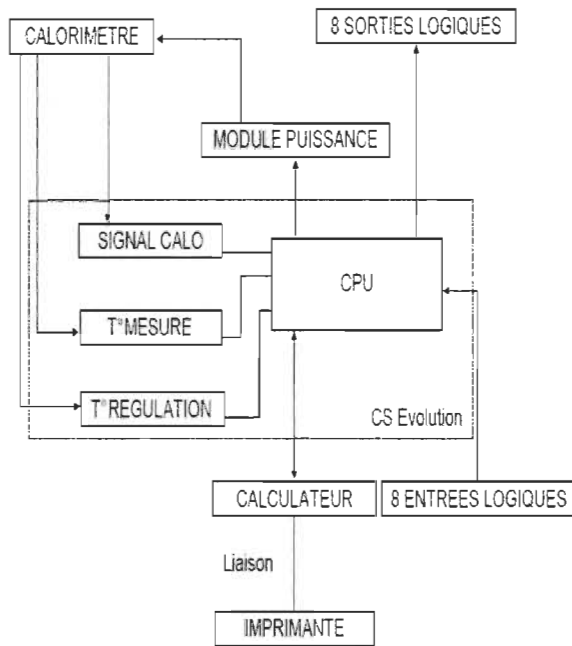 CALORIMETRE
8 SORTIES LOGIQUES
MODULE PUISSANCE
SIGNAL CALO
CPU
T°MESURE
T°REGULATION
CS Evolution
CALCULATEUR
8 ENTREES LOGIQUES
Liaison
IMPRIMANTE